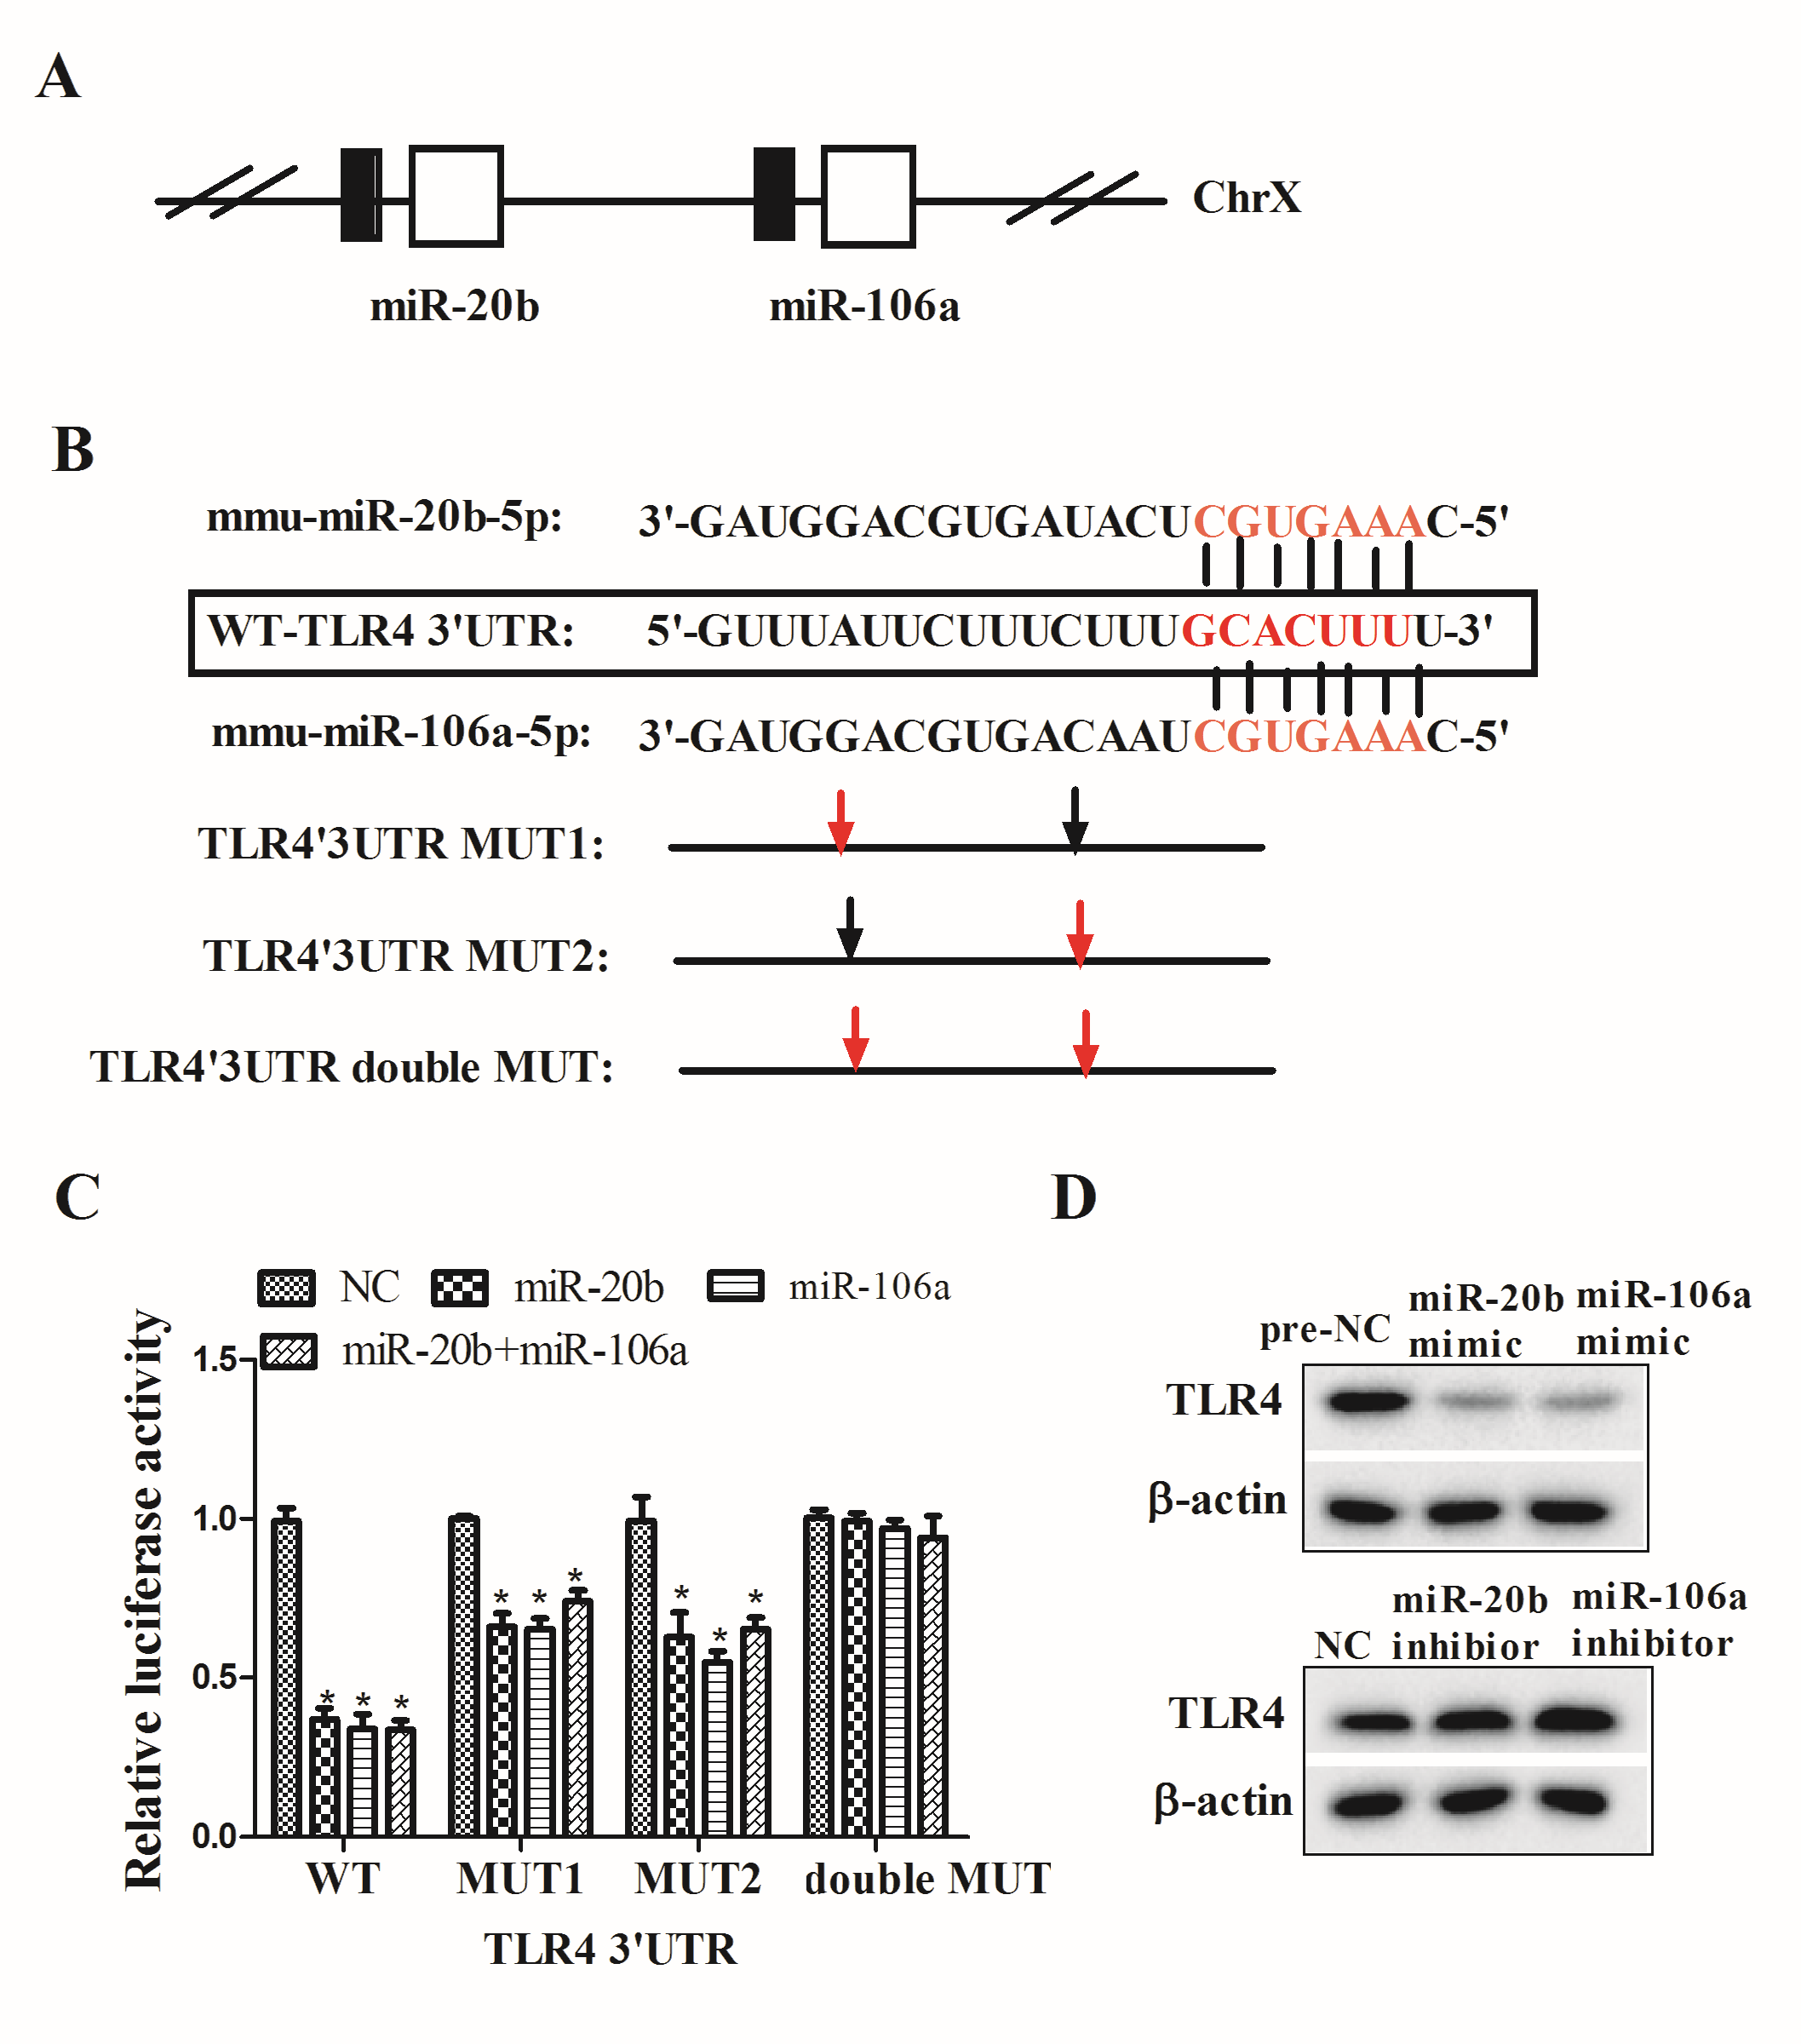 A
ChrX
miR-20b miR-106a
B
mmu-miR-20b-5p: 3'-GAUGGACGUGAUACUCGUGAAAC-5'
WT-TLR4 3'UTR: 5'-GUUUAUUCUUUCUUUGCACUUUU-3'
mmu-miR-106a-5p: 3'-GAUGGACGUGACAAUCGUGAAAC-5'
TLR4'3UTR MUT1:
TLR4'3UTR MUT2:
TLR4'3UTR double MUT:
C
NC miR-20b miR-106a
miR-20b+miR-106a
Relative luciferase activity
1.5
1.0
0.5
0.0
* * * * * * * * *
WT MUT1 MUT2 double MUT
TLR4 3'UTR
D
pre-NC miR-20b mimic miR-106a mimic
TLR4
β-actin
NC miR-20b inhibior miR-106a inhibitor
TLR4
β-actin